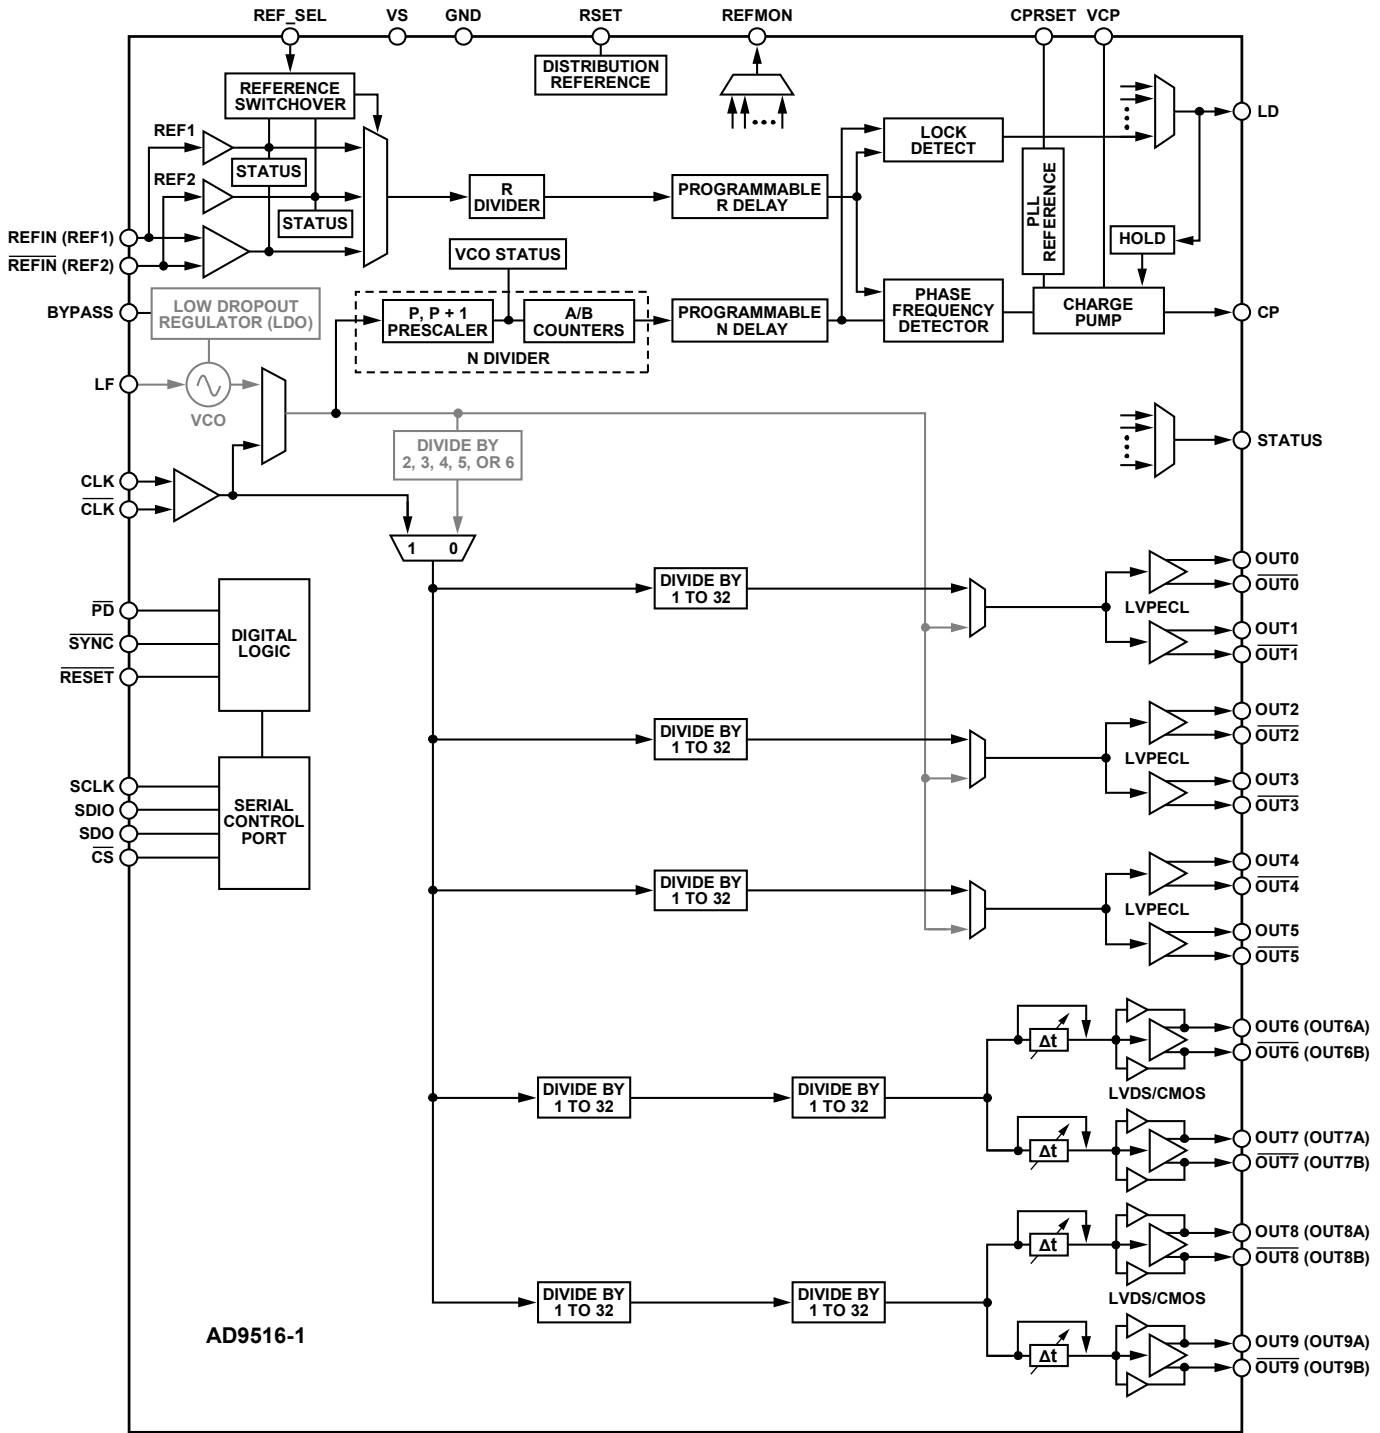 REF_SEL
VS
GND
RSET
REFMON
CPRSET
VCP
DISTRIBUTION
REFERENCE
REFERENCE
SWITCHOVER
LD
REF1
STATUS
REF2
STATUS
LOCK
DETECT
R
DIVIDER
PROGRAMMABLE
R DELAY
PLL
REFERENCE
HOLD
REFIN (REF1)
REFIN (REF2)
VCO STATUS
BYPASS
LOW DROPOUT
REGULATOR (LDO)
P, P + 1
PRESCALER
A/B
COUNTERS
N DIVIDER
PROGRAMMABLE
N DELAY
PHASE
FREQUENCY
DETECTOR
CHARGE
PUMP
CP
LF
VCO
DIVIDE BY
2, 3, 4, 5, OR 6
STATUS
CLK
CLK
1 0
DIVIDE BY
1 TO 32
LVPECL
OUT0
OUT0
OUT1
OUT1
PD
SYNC
RESET
DIGITAL
LOGIC
DIVIDE BY
1 TO 32
LVPECL
OUT2
OUT2
OUT3
OUT3
SCLK
SDIO
SDO
CS
SERIAL
CONTROL
PORT
DIVIDE BY
1 TO 32
LVPECL
OUT4
OUT4
OUT5
OUT5
DIVIDE BY
1 TO 32
DIVIDE BY
1 TO 32
Δt
Δt
LVDS/CMOS
OUT6 (OUT6A)
OUT6 (OUT6B)
OUT7 (OUT7A)
OUT7 (OUT7B)
DIVIDE BY
1 TO 32
DIVIDE BY
1 TO 32
Δt
Δt
LVDS/CMOS
OUT8 (OUT8A)
OUT8 (OUT8B)
OUT9 (OUT9A)
OUT9 (OUT9B)
AD9516-1